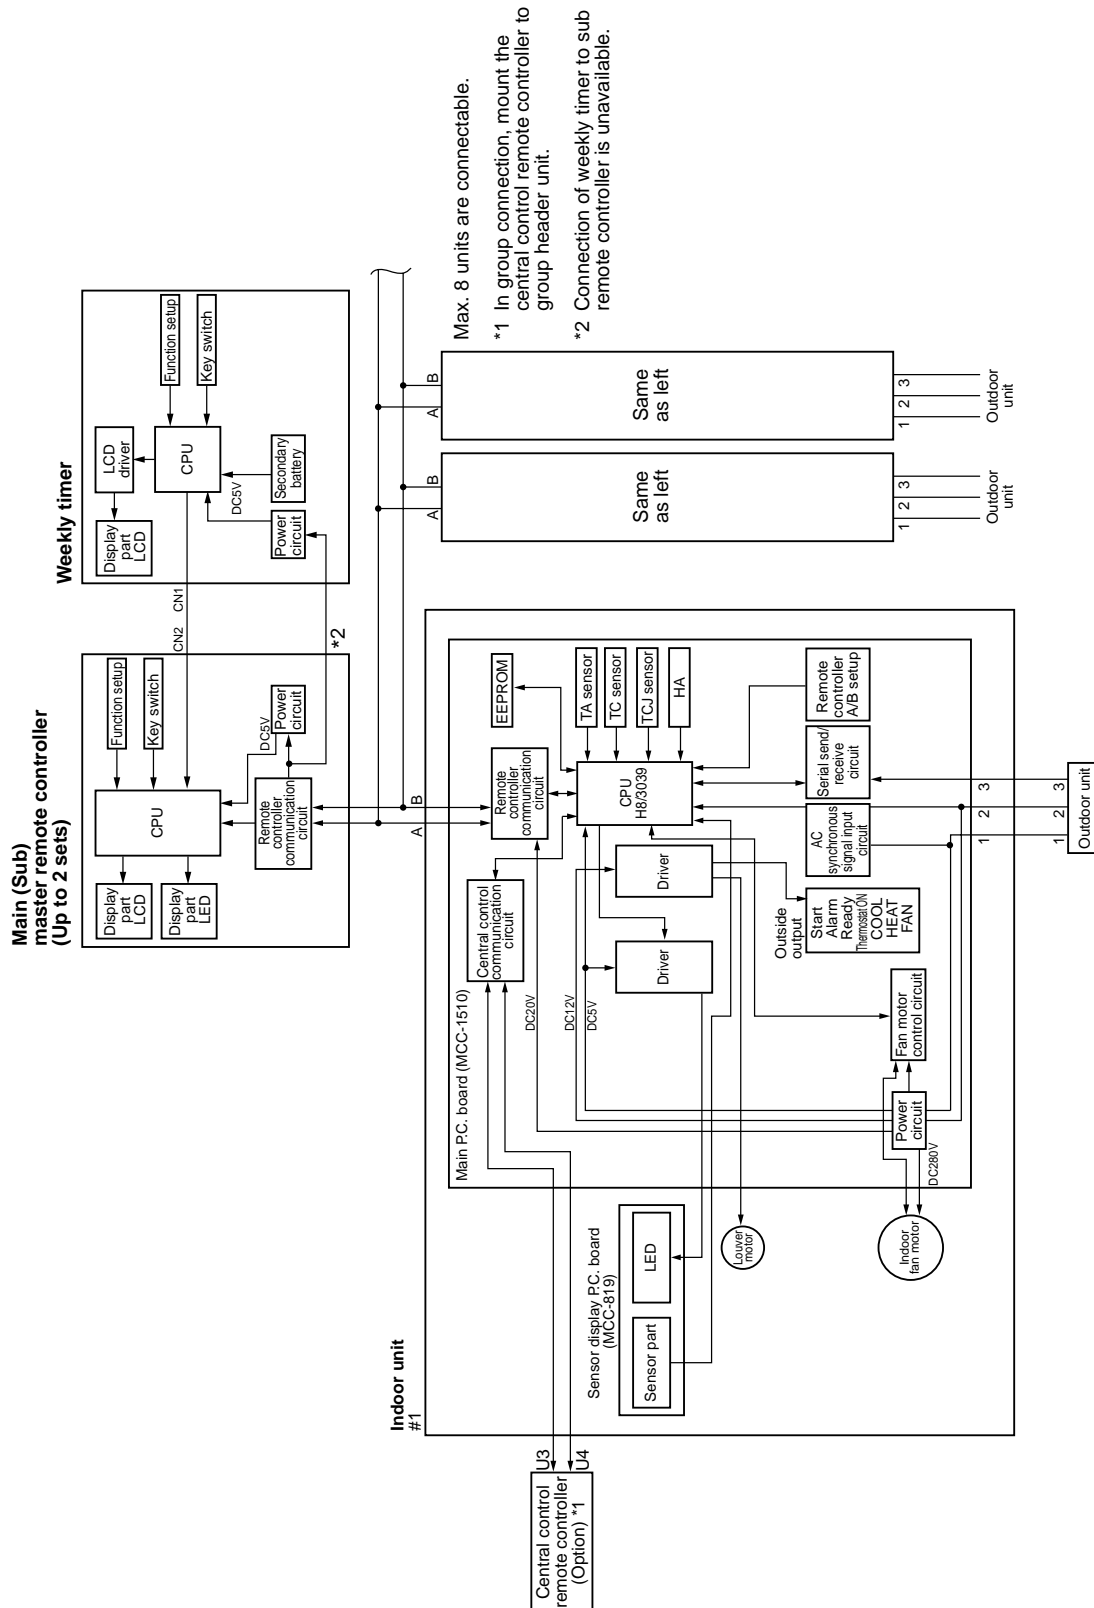 Main (Sub)
master remote controller
(Up to 2 sets)
Display
part
LCD
Display
part
LED
CPU
Function setup
Key switch
Remote
controller
communication
circuit
DC5V
Power
circuit
CN2
CN1
*2
Weekly timer
Display
part
LCD
LCD
driver
CPU
Function setup
Key switch
DC5V
Secondary
battery
Power
circuit
Central control
remote controller
(Option) *1
U3
U4
Indoor unit
#1
A
B
Main P.C. board (MCC-1510)
Central control
communication
circuit
Remote
controller
communication
circuit
EEPROM
TA sensor
TC sensor
TCJ sensor
HA
CPU
H8/3039
DC20V
DC12V
DC5V
Driver
Driver
Sensor display P.C. board
(MCC-819)
Sensor part
LED
Louver
motor
Indoor
fan motor
DC280V
Power
circuit
Fan motor
control circuit
Outside
output
Start
Alarm
Ready
Thermostat ON
COOL
HEAT
FAN
AC
synchronous
signal input
circuit
Serial send/
receive
circuit
Remote
controller
A/B setup
1
2
3
1
2
3
Outdoor unit
A
B
Same
as left
1
2
3
Outdoor
unit
A
B
Same
as left
1
2
3
Outdoor
unit
Max. 8 units are connectable.
*1 In group connection, mount the
central control remote controller to
group header unit.
*2 Connection of weekly timer to sub
remote controller is unavailable.